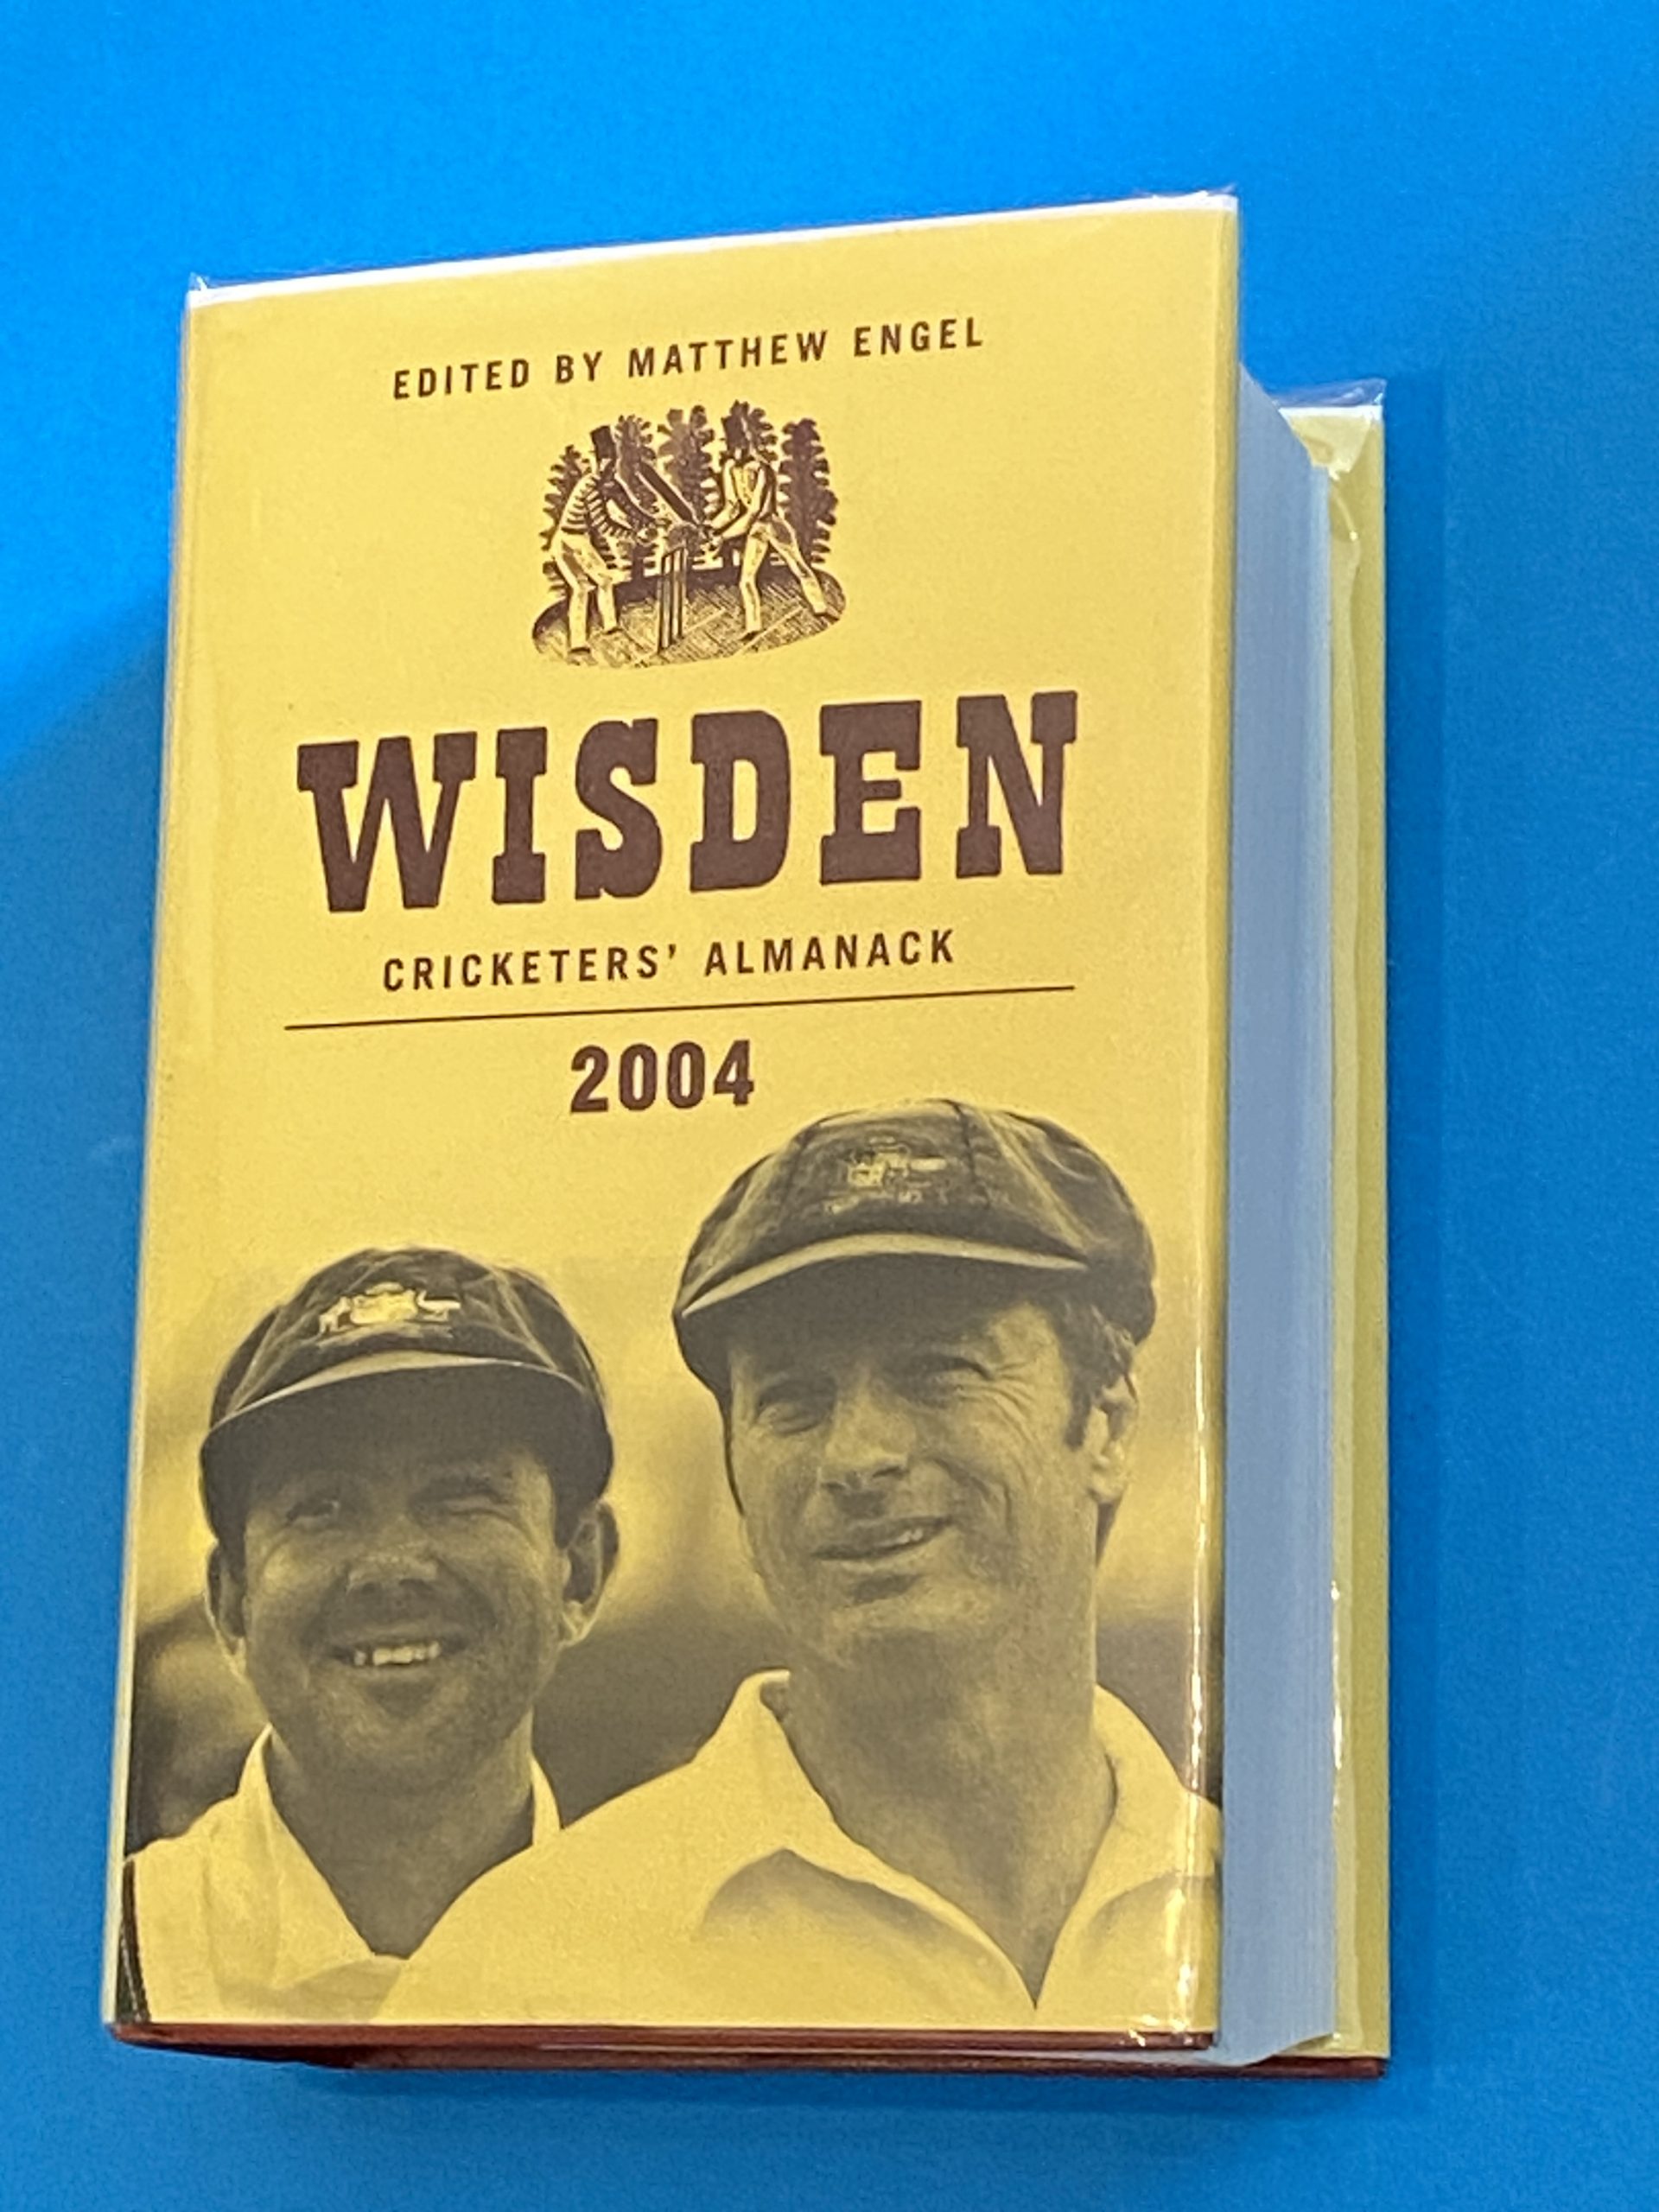 EDITED BY MATTHEW ENGEL
WISDEN
CRICKETERS' ALMANACK
2004